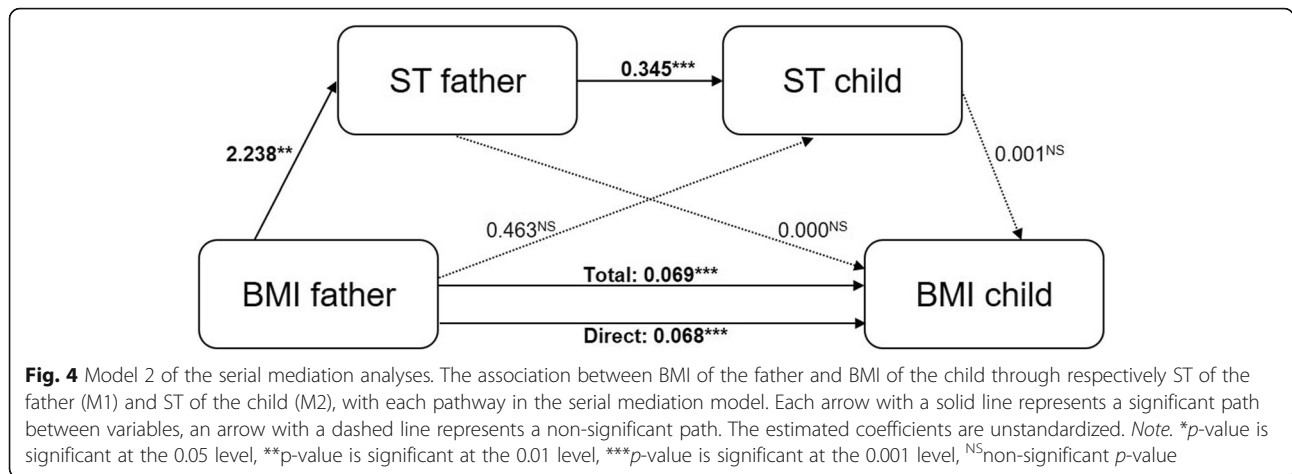 ST father
0.345***
ST child
2.238**
0.001NS
0.463NS
0.000NS
BMI father
Total: 0.069***
BMI child
Direct: 0.068***
Fig. 4 Model 2 of the serial mediation analyses. The association between BMI of the father and BMI of the child through respectively ST of the
father (M1) and ST of the child (M2), with each pathway in the serial mediation model. Each arrow with a solid line represents a significant path
between variables, an arrow with a dashed line represents a non-significant path. The estimated coefficients are unstandardized. Note. *p-value is
significant at the 0.05 level, **p-value is significant at the 0.01 level, ***p-value is significant at the 0.001 level, NSnon-significant p-value